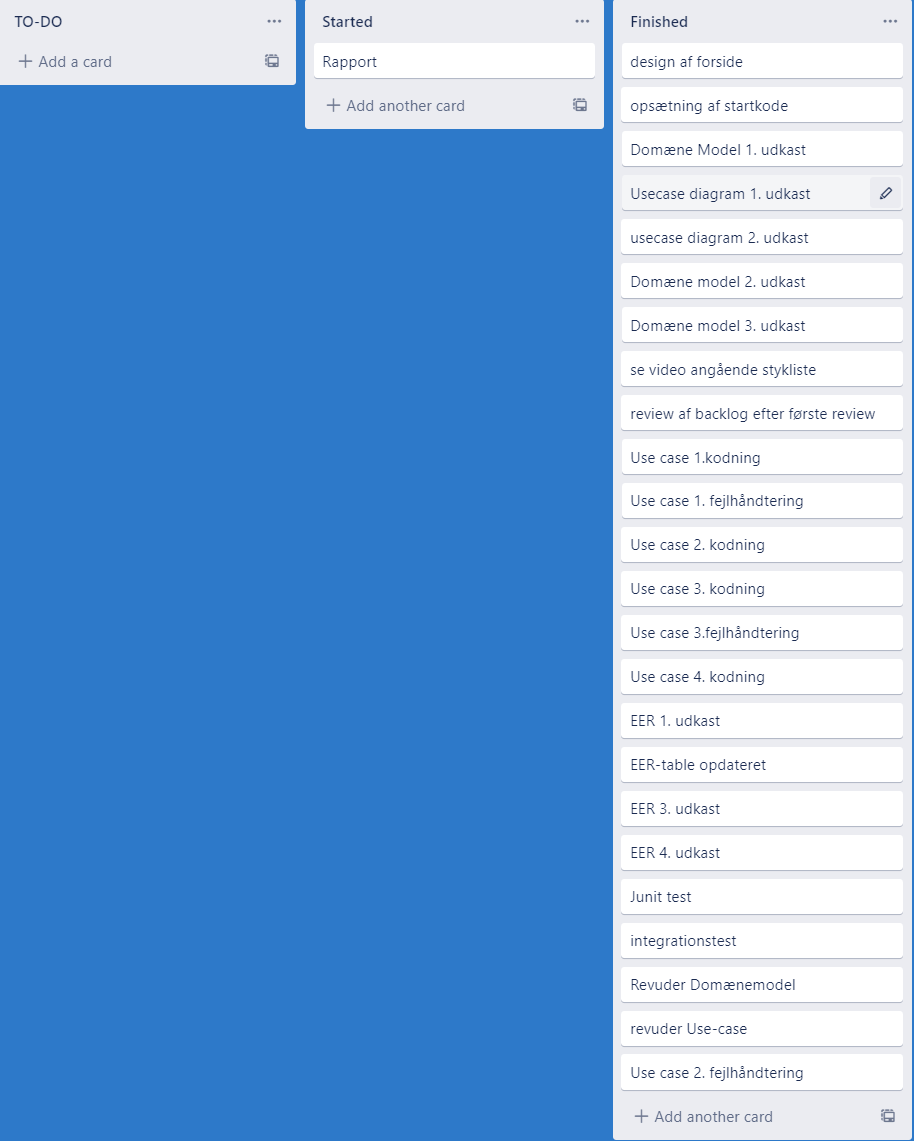 TO-DO
Add a card
Started
Rapport
Add another card
Finished
design af forside
opsætning af startkode
Domæne Model 1. udkast
Usecase diagram 1. udkast
usecase diagram 2. udkast
Domæne model 2. udkast
Domæne model 3. udkast
se video angående stykliste
review af backlog efter første review
Use case 1.kodning
Use case 1. fejlhåndtering
Use case 2. kodning
Use case 3. kodning
Use case 3.fejlhåndtering
Use case 4. kodning
EER 1. udkast
EER-table opdateret
EER 3. udkast
EER 4. udkast
Junit test
integrationstest
Revuder Domænemodel
revuder Use-case
Use case 2. fejlhåndtering
Add another card